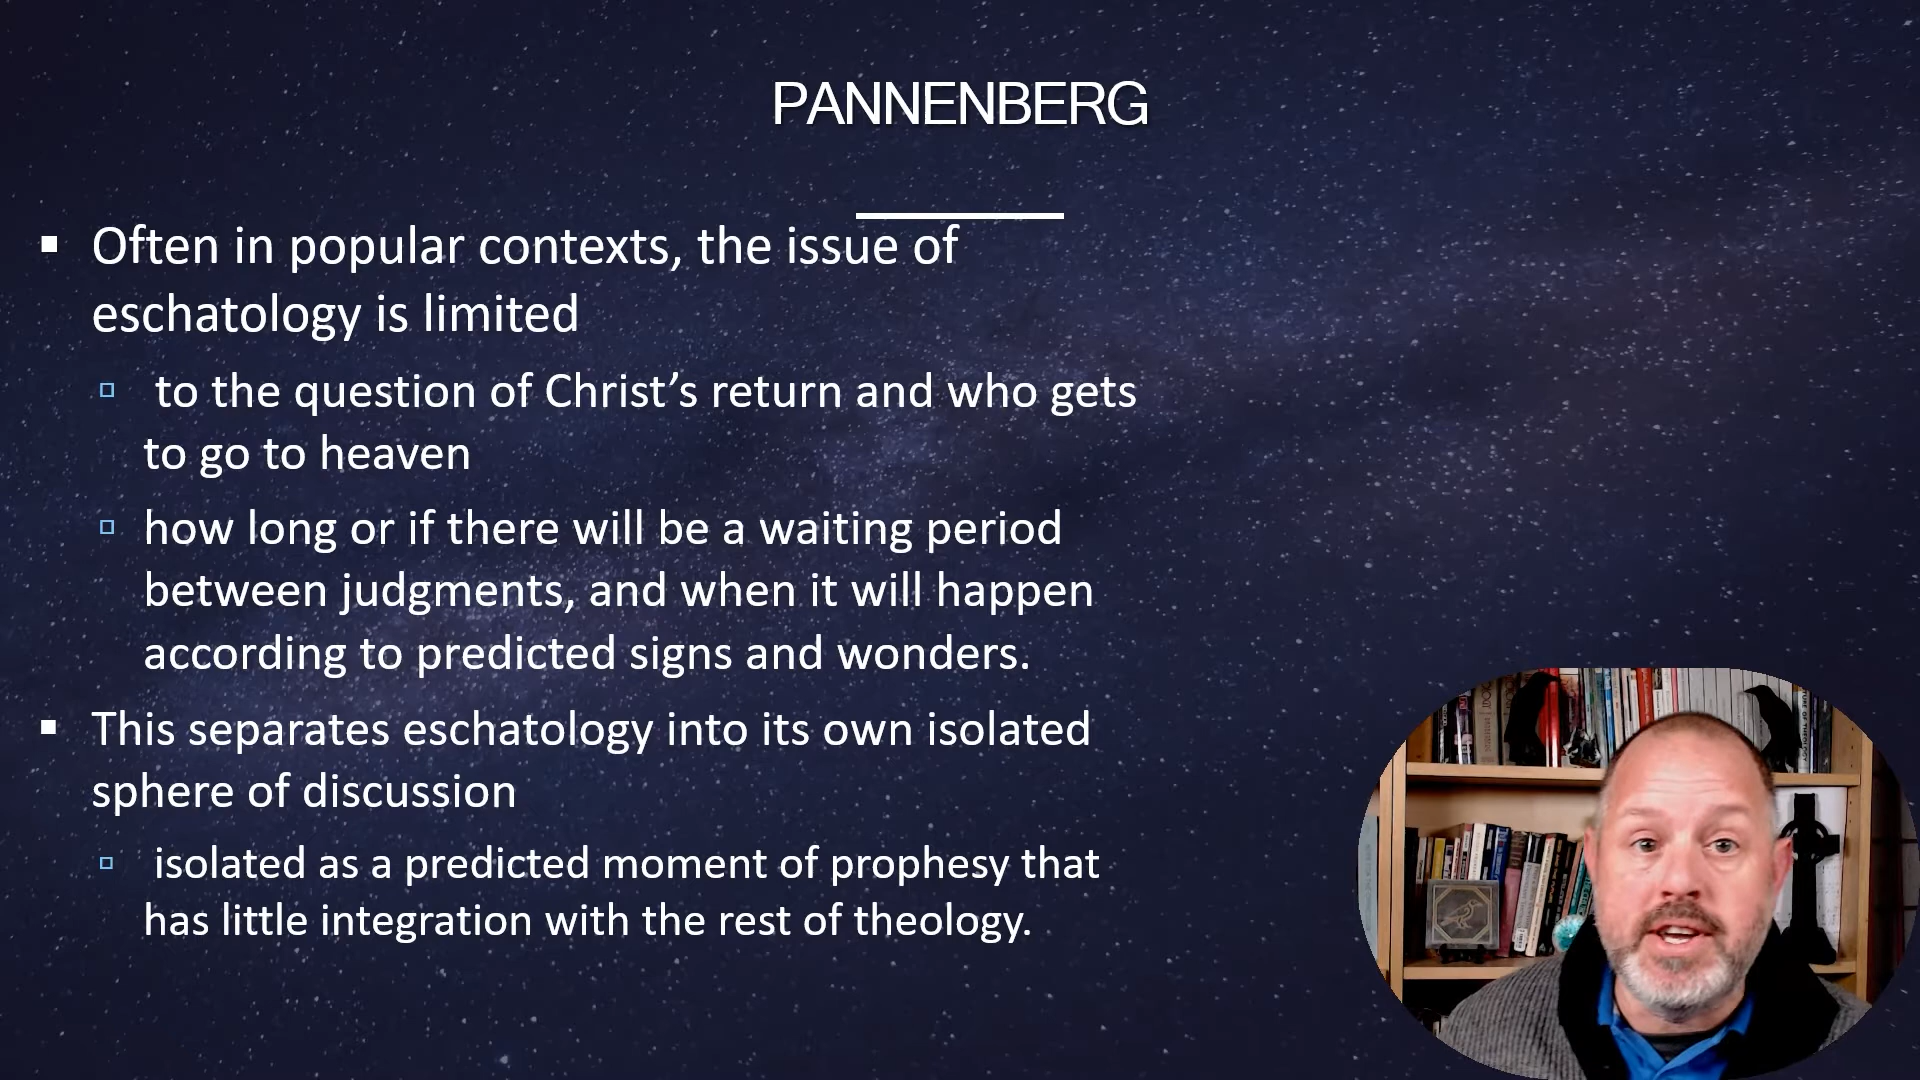 PANNENBERG
▪ Often in popular contexts, the issue of
eschatology is limited
▫ to the question of Christ’s return and who gets
to go to heaven
▫ how long or if there will be a waiting period
between judgments, and when it will happen
according to predicted signs and wonders.
▪ This separates eschatology into its own isolated
sphere of discussion
▫ isolated as a predicted moment of prophesy that
has little integration with the rest of theology.